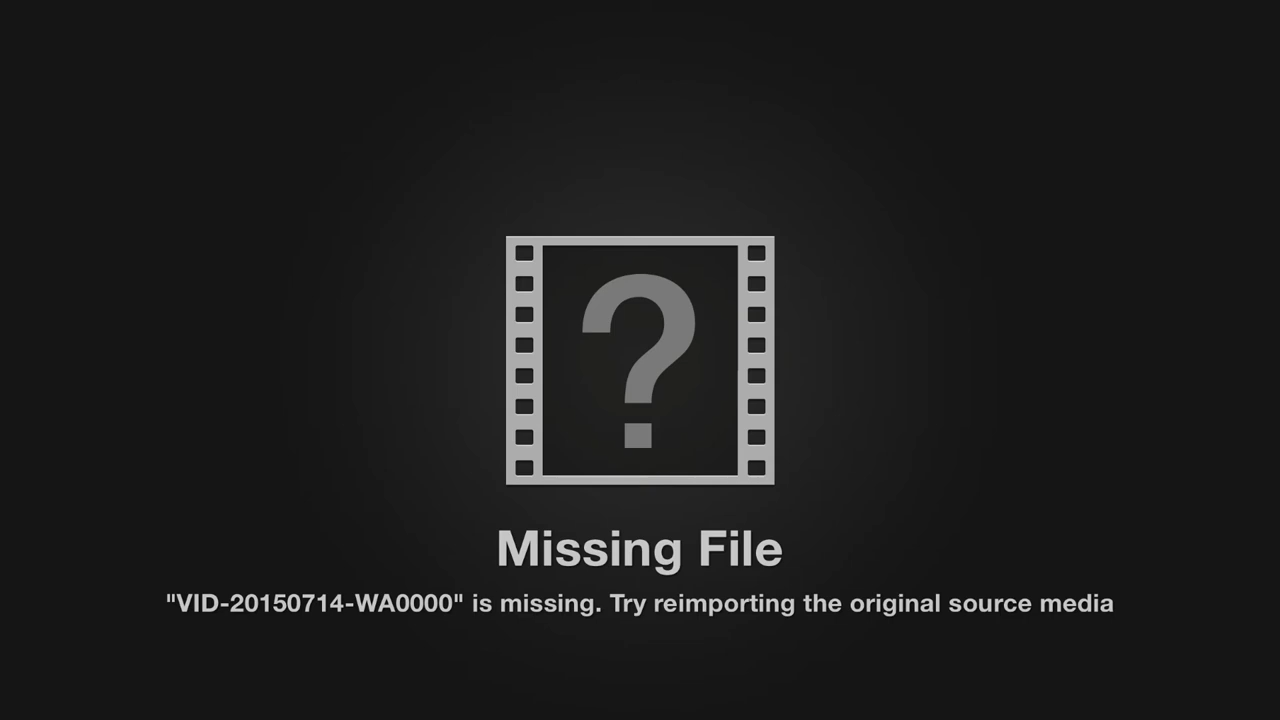 ?
Missing File
"VID-20150714-WA0000" is missing. Try reimporting the original source media